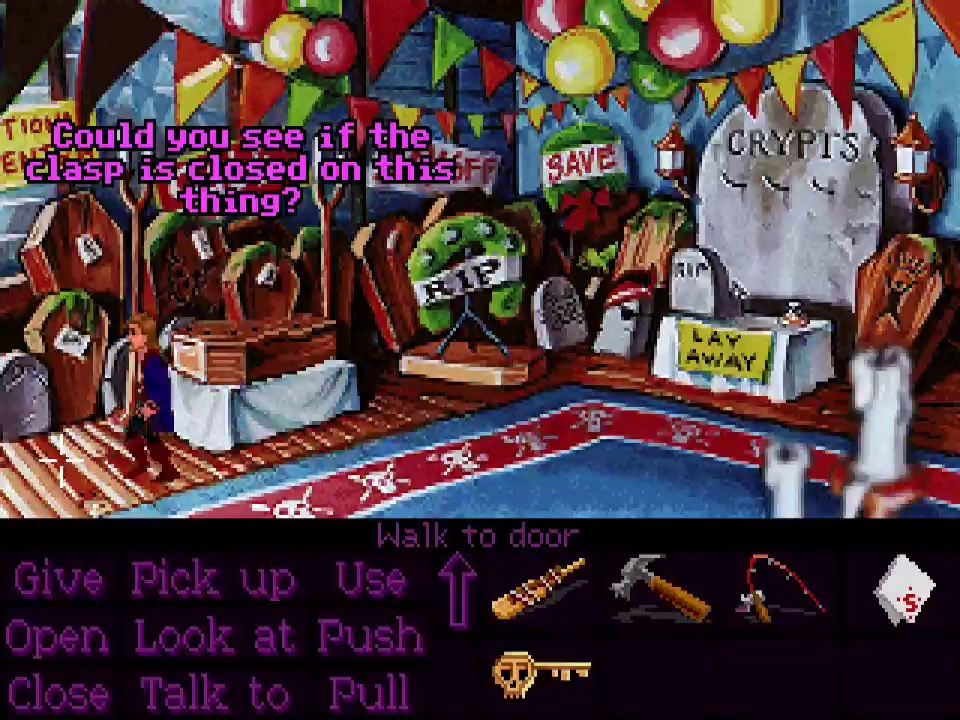 Could you see if the
clasp is closed on this
thing?
SAVE
CRYPTS
RIP
RIP
LAY
AWAY
Walk to door
Give Pick up Use
Open Look at Push
Close Talk to Pull